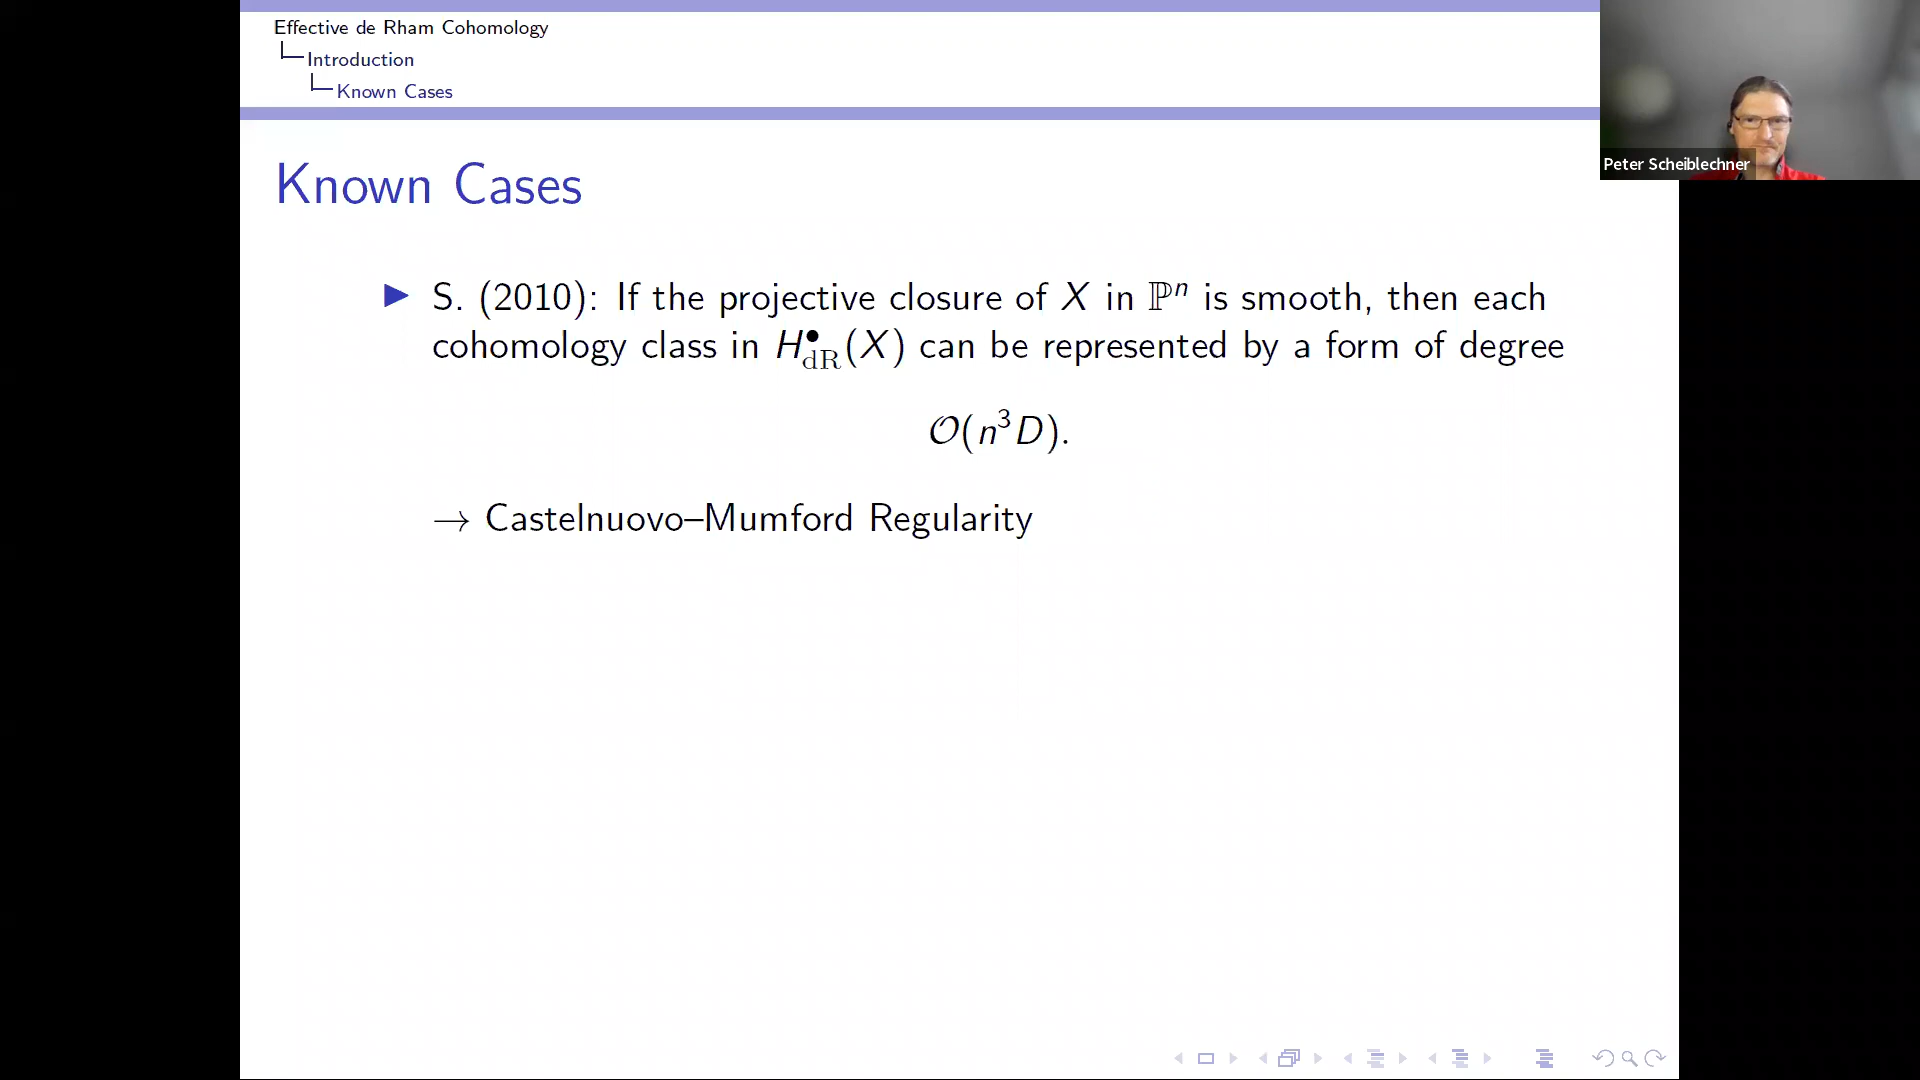 Effective de Rham Cohomology
Introduction
Known Cases
Peter Scheiblechner
Known Cases
▶ S. (2010): If the projective closure of X in ℙⁿ is smooth, then each
cohomology class in H•dR(X) can be represented by a form of degree
𝒪(n³D).
→ Castelnuovo–Mumford Regularity